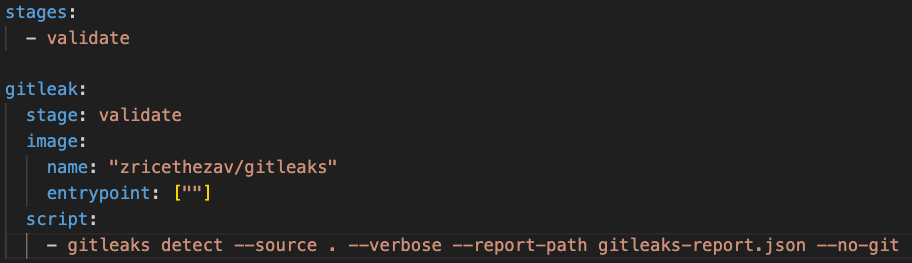 stages:
  - validate

gitleak:
  stage: validate
  image:
    name: "zricethezav/gitleaks"
    entrypoint: [""]
  script:
    - gitleaks detect --source . --verbose --report-path gitleaks-report.json --no-git